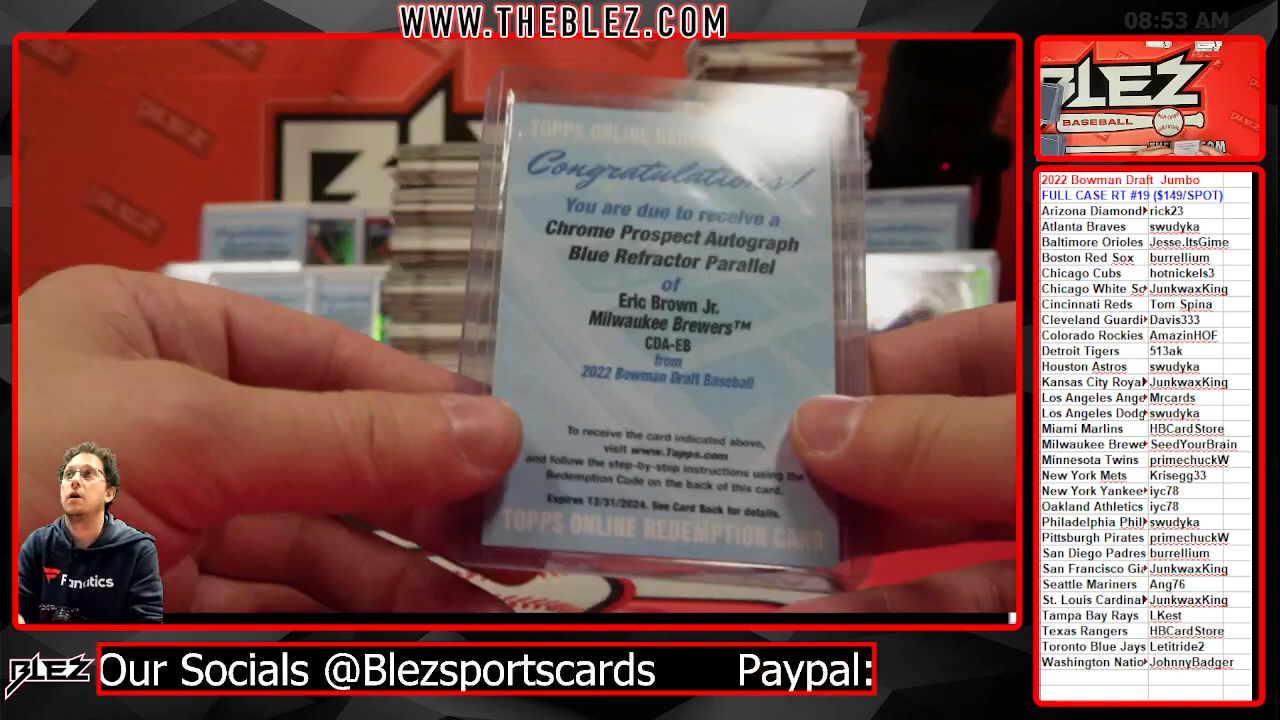 WWW.THEBLEZ.COM
08:53 AM
TOPPS ONLINE
Congratulations!
You are due to receive a
Chrome Prospect Autograph
Blue Refractor Parallel
of
Eric Brown Jr.
Milwaukee Brewers™
CDA-EB
from
2022 Bowman Draft Baseball
To receive the card indicated above,
visit www.Topps.com
and follow the step-by-step instructions using the
Redemption Code on the back of this card.
Expires 12/31/2024. See Card Back for details.
TOPPS ONLINE REDEMPTION CARD
Fanatics
BLEZ
BASEBALL
2022 Bowman Draft Jumbo
FULL CASE RT #19 ($149/SPOT)
Arizona Diamond rick23
Atlanta Braves swudyka
Baltimore Orioles Jesse.ItsGime
Boston Red Sox burrellium
Chicago Cubs hotnickels3
Chicago White So JunkwaxKing
Cincinnati Reds Tom Spina
Cleveland Guardi Davis333
Colorado Rockies AmazinHOF
Detroit Tigers 513ak
Houston Astros swudyka
Kansas City Royal JunkwaxKing
Los Angeles Ange Mrcards
Los Angeles Dodg swudyka
Miami Marlins HBCardStore
Milwaukee Brewe SeedYourBrain
Minnesota Twins primechuckW
New York Mets Krisegg33
New York Yankee iyc78
Oakland Athletics iyc78
Philadelphia Phil swudyka
Pittsburgh Pirates primechuckW
San Diego Padres burrellium
San Francisco Gia JunkwaxKing
Seattle Mariners Ang76
St. Louis Cardina JunkwaxKing
Tampa Bay Rays LKest
Texas Rangers HBCardStore
Toronto Blue Jays Letitride2
Washington Natio JohnnyBadger
BLEZ
Our Socials @Blezsportscards Paypal: